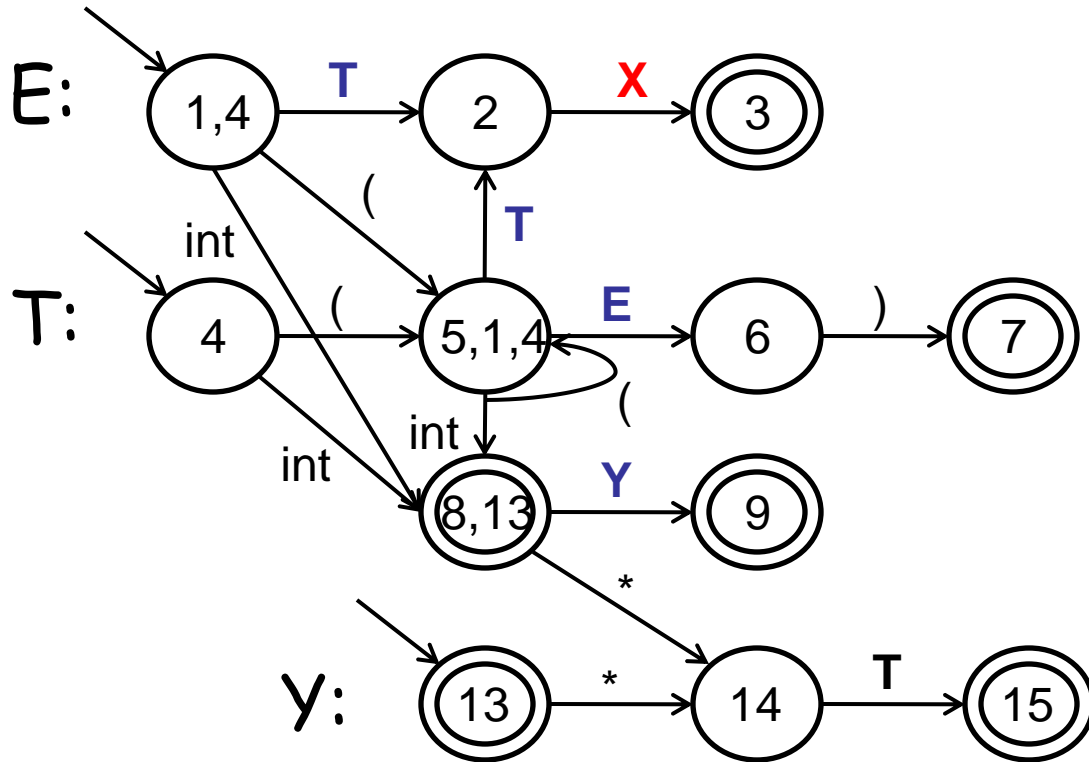 T X
E: 1,4 2 3
(
int T
T: 4 ( 5,1,4 E 6 ) 7
(
int int
8,13 Y 9
*
Y: 13 * 14 T 15